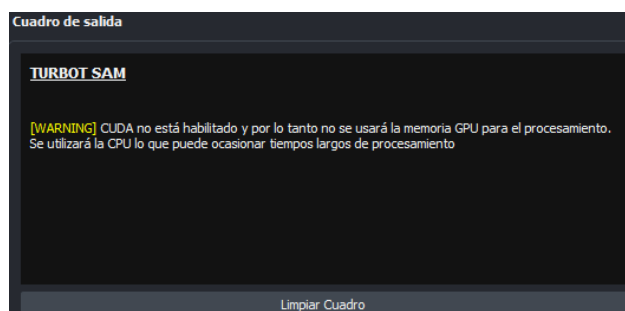 Cuadro de salida
TURBOT SAM
[WARNING] CUDA no está habilitado y por lo tanto no se usará la memoria GPU para el procesamiento.
Se utilizará la CPU lo que puede ocasionar tiempos largos de procesamiento
Limpiar Cuadro